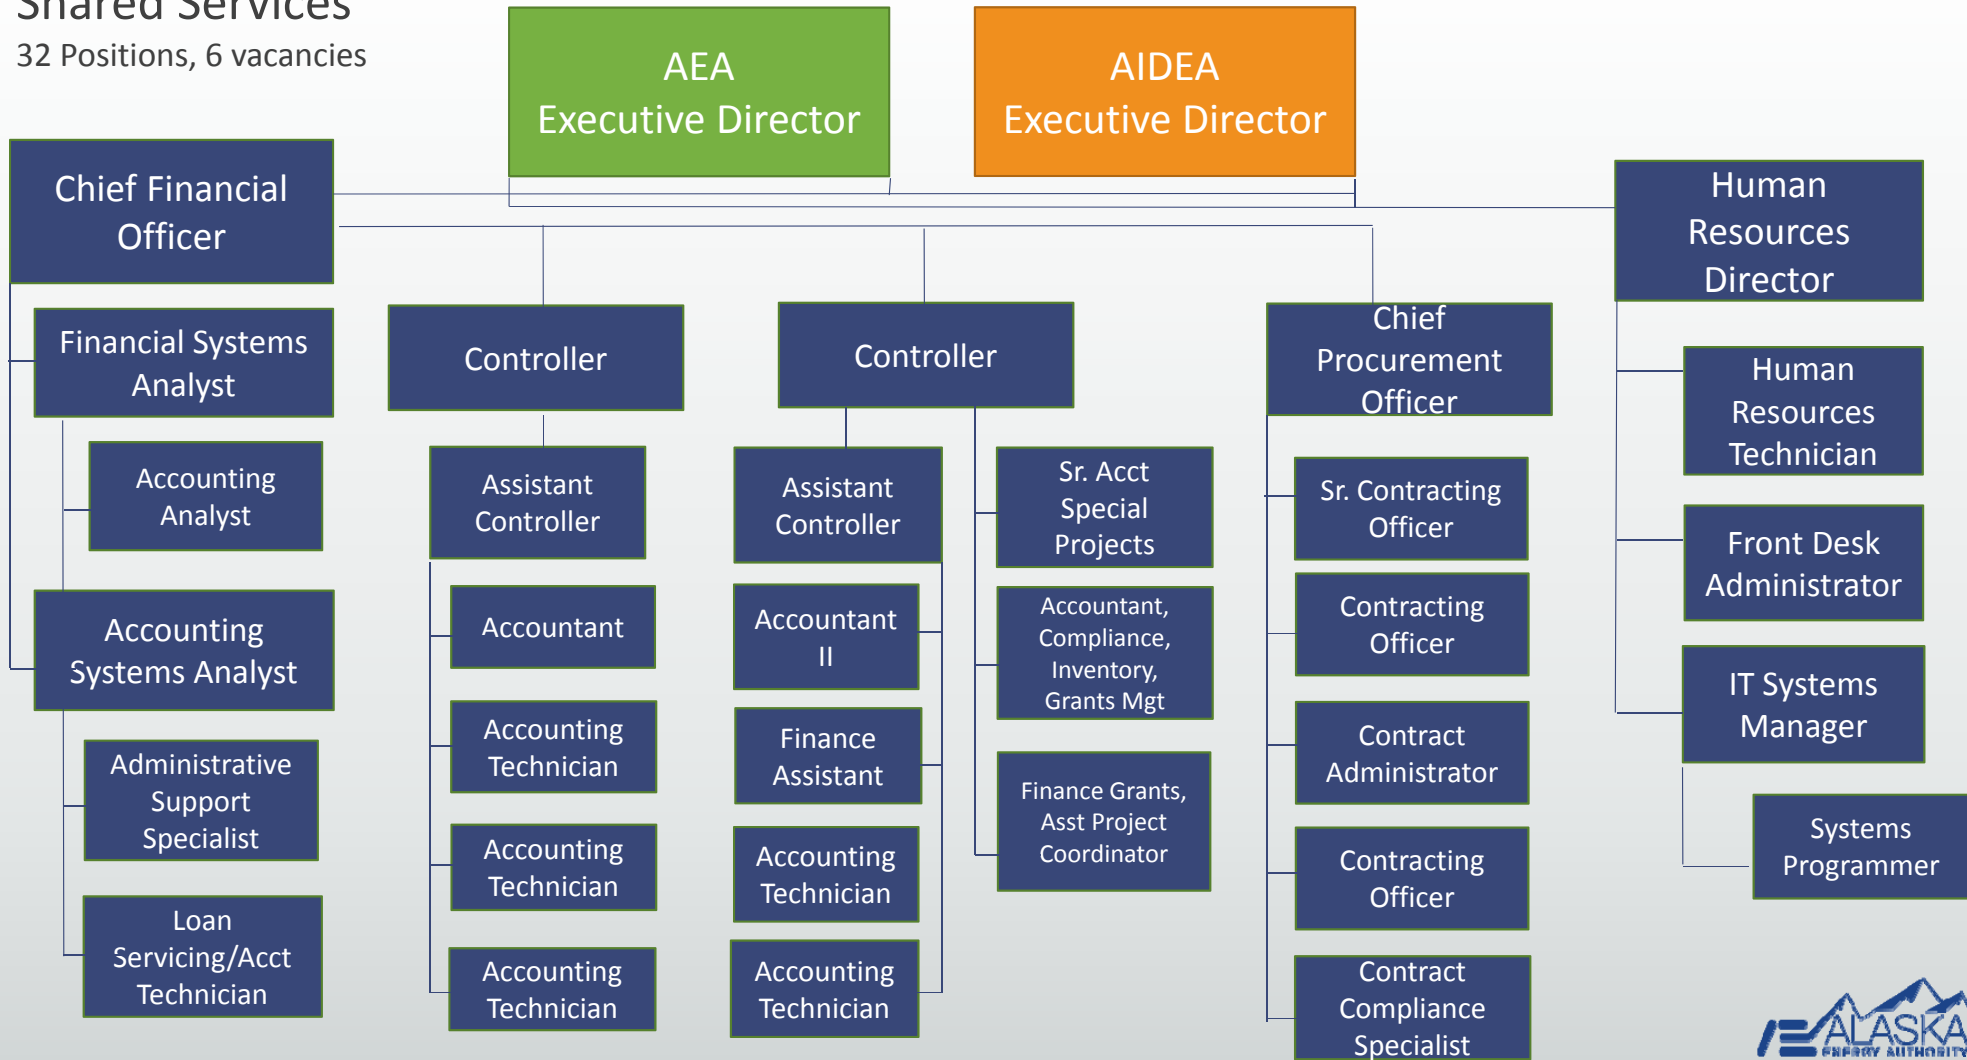 Shared Services
32 Positions, 6 vacancies
AEA
Executive Director
AIDEA
Executive Director
Chief Financial
Officer
Human
Resources
Director
Financial Systems
Analyst
Accounting
Analyst
Accounting
Systems Analyst
Administrative
Support
Specialist
Loan
Servicing/Acct
Technician
Controller
Assistant
Controller
Accountant
Accounting
Technician
Accounting
Technician
Accounting
Technician
Controller
Assistant
Controller
Accountant
II
Finance
Assistant
Accounting
Technician
Accounting
Technician
Sr. Acct
Special
Projects
Accountant,
Compliance,
Inventory,
Grants Mgt
Finance Grants,
Asst Project
Coordinator
Chief
Procurement
Officer
Sr. Contracting
Officer
Contracting
Officer
Contract
Administrator
Contracting
Officer
Contract
Compliance
Specialist
Human
Resources
Technician
Front Desk
Administrator
IT Systems
Manager
Systems
Programmer
ALASKA
ENERGY AUTHORITY